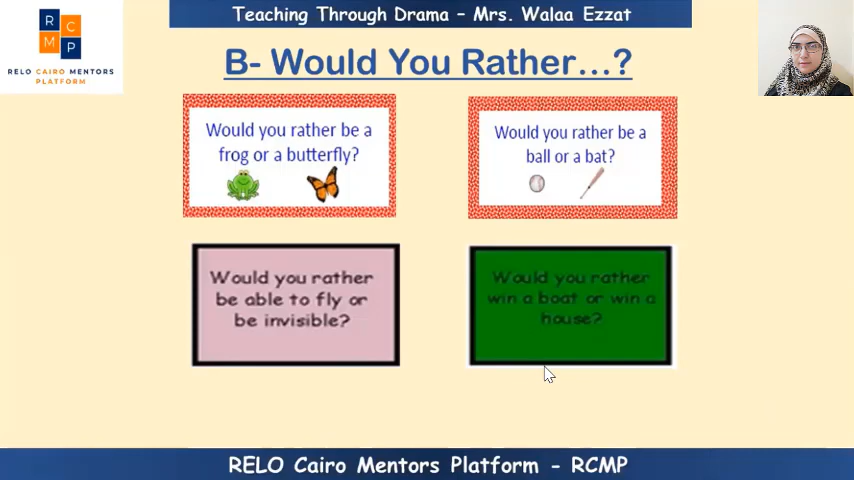 Teaching Through Drama – Mrs. Walaa Ezzat
R
C
M
P
RELO CAIRO MENTORS
PLATFORM
B- Would You Rather...?
Would you rather be a
frog or a butterfly?
Would you rather be a
ball or a bat?
Would you rather
be able to fly or
be invisible?
Would you rather
win a boat or win a
house?
RELO Cairo Mentors Platform - RCMP